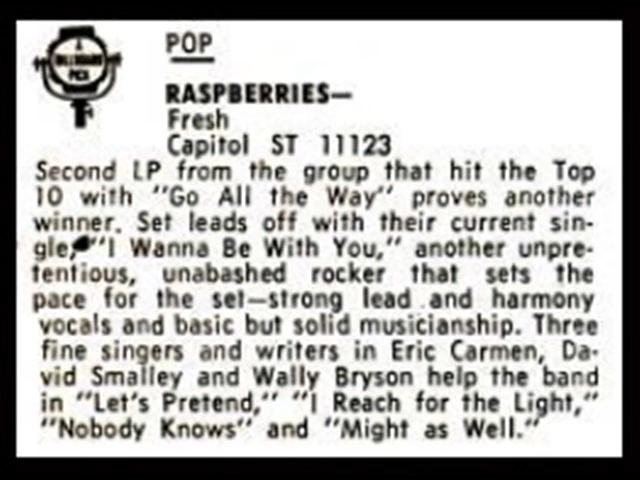 A
BILLBOARD
PICK
POP
RASPBERRIES—
Fresh
Capitol ST 11123
Second LP from the group that hit the Top
10 with "Go All the Way" proves another
winner. Set leads off with their current sin-
gle, "I Wanna Be With You," another unpre-
tentious, unabashed rocker that sets the
pace for the set—strong lead and harmony
vocals and basic but solid musicianship. Three
fine singers and writers in Eric Carmen, Da-
vid Smalley and Wally Bryson help the band
in "Let's Pretend," "I Reach for the Light,"
"Nobody Knows" and "Might as Well."